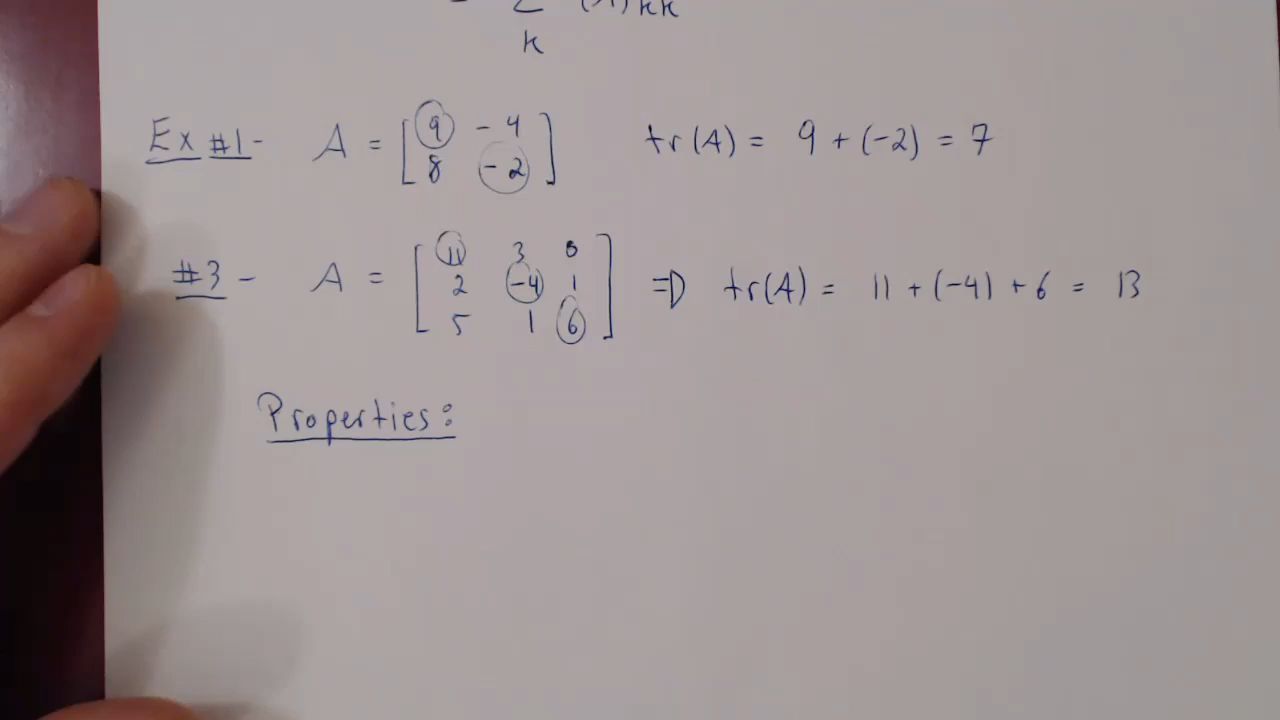 = Σ (A)kk
k
Ex #1- A = [ 9 -4 ] tr(A) = 9 + (-2) = 7
[ 8 -2 ]
[ 11 3 0 ]
#3 - A = [ 2 -4 1 ] => tr(A) = 11 + (-4) + 6 = 13
[ 5 1 6 ]
Properties: